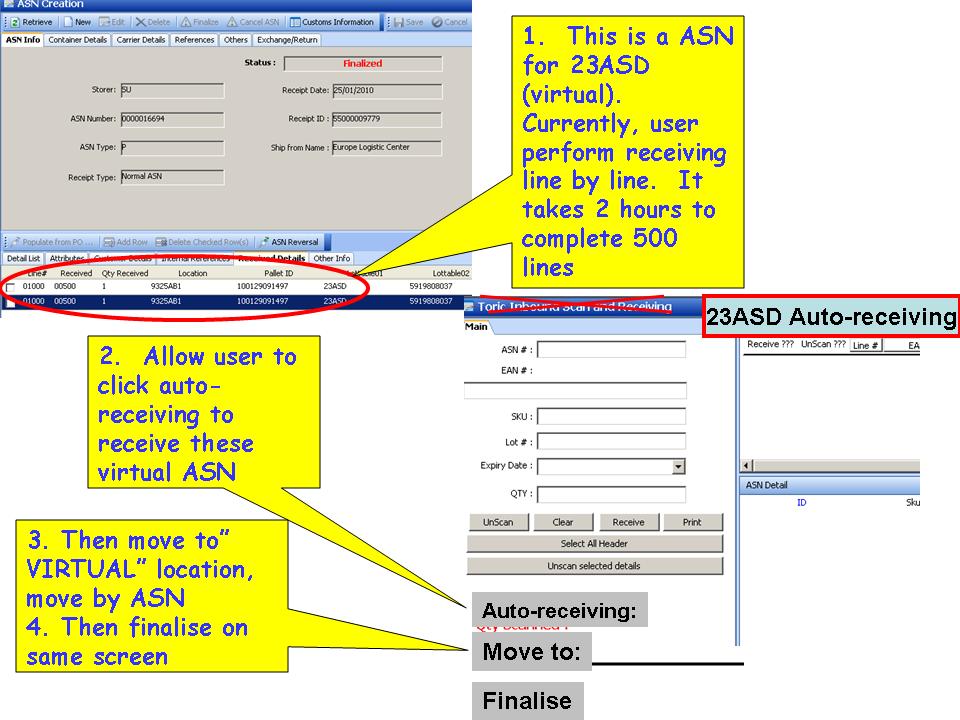 ASN Creation
Retrieve New Edit Delete Finalize Cancel ASN Customs Information Save Cancel
ASN Info Container Details Carrier Details References Others Exchange/Return
Status : Finalized
Storer: SU Receipt Date: 25/01/2010
ASN Number: 0000016694 Receipt ID : 55000009779
ASN Type: P Ship from Name : Europe Logistic Center
Receipt Type: Normal ASN
Populate from PO ... Add Row Delete Checked Row(s) ASN Reversal
Detail List Attributes Customer Details Internal References Received Details Other Info
Line# Received Qty Received Location Pallet ID Lottable01 Lottable02
01000 00500 1 9325AB1 100129091497 23ASD 5919808037
01000 00500 1 9325AB1 100129091497 23ASD 5919808037
1. This is a ASN
for 23ASD
(virtual).
Currently, user
perform receiving
line by line. It
takes 2 hours to
complete 500
lines
2. Allow user to
click auto-
receiving to
receive these
virtual ASN
3. Then move to”
VIRTUAL” location,
move by ASN
4. Then finalise on
same screen
Toric Inbound Scan and Receiving
23ASD Auto-receiving
Main
ASN # :
EAN # :
SKU :
Lot # :
Expiry Date :
QTY :
UnScan Clear Receive Print
Select All Header
Unscan selected details
Receive ??? UnScan ??? Line # EA
ASN Detail
ID Sku
Auto-receiving:
Qty Scanned :
Move to:
Finalise